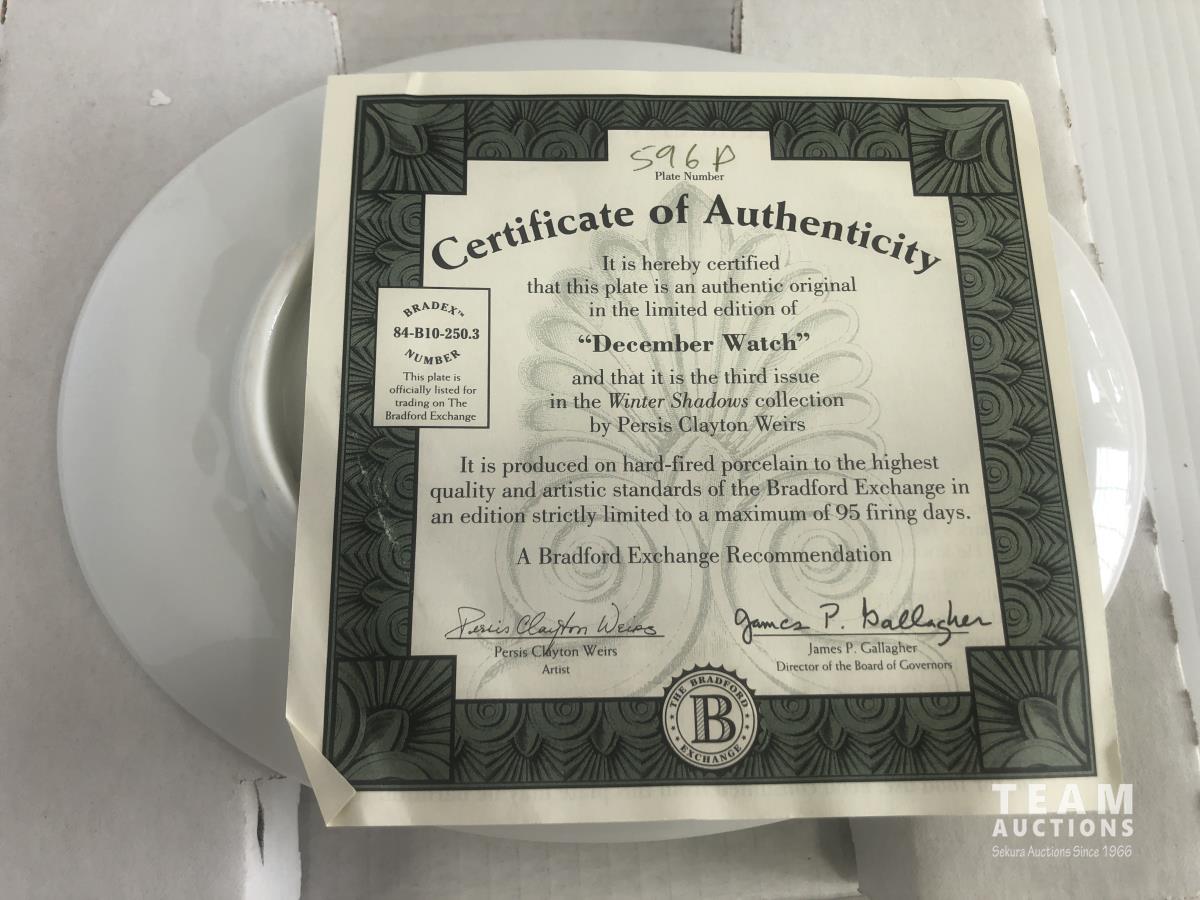 596P
Plate Number
Certificate of Authenticity
It is hereby certified
that this plate is an authentic original
in the limited edition of
“December Watch”
and that it is the third issue
in the Winter Shadows collection
by Persis Clayton Weirs
BRADEX™
84-B10-250.3
NUMBER
This plate is
officially listed for
trading on The
Bradford Exchange
It is produced on hard-fired porcelain to the highest
quality and artistic standards of the Bradford Exchange in
an edition strictly limited to a maximum of 95 firing days.
A Bradford Exchange Recommendation
Persis Clayton Weirs
Persis Clayton Weirs
Artist
James P. Gallagher
James P. Gallagher
Director of the Board of Governors
THE BRADFORD
B
EXCHANGE
TEAM
AUCTIONS
Sekura Auctions Since 1966